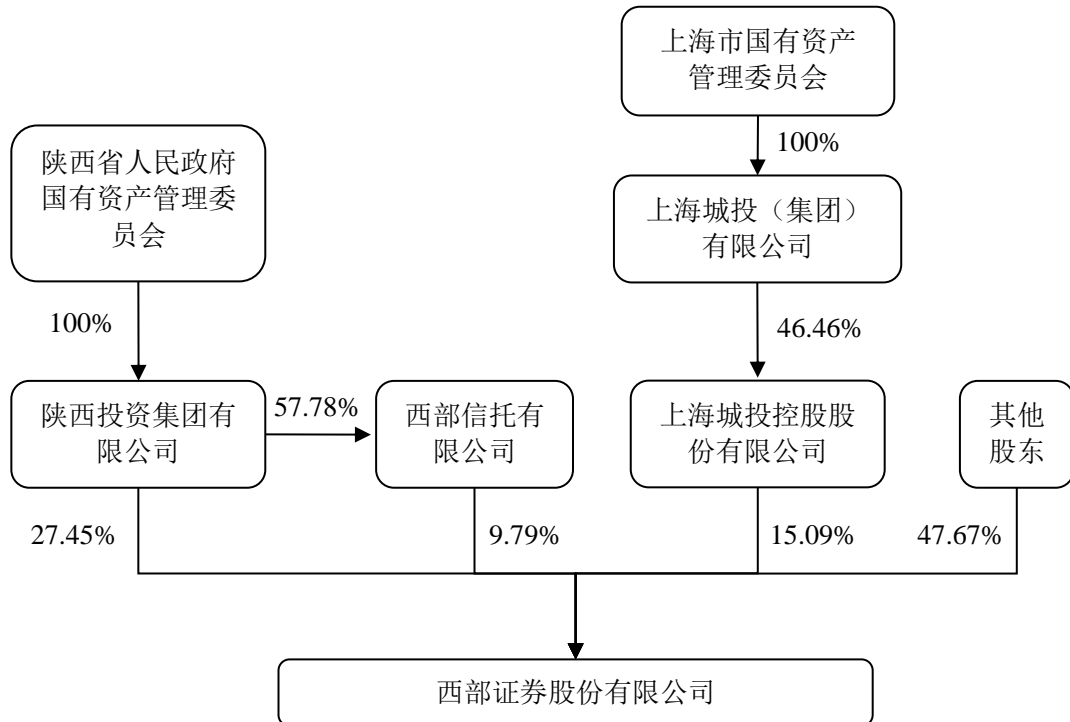 上海市国有资产
管理委员会
100%
陕西省人民政府
国有资产管理委
员会
上海城投（集团）
有限公司
100%
46.46%
陕西投资集团有
限公司
57.78%
西部信托有
限公司
上海城投控股股
份有限公司
其他
股东
27.45%
9.79%
15.09%
47.67%
西部证券股份有限公司